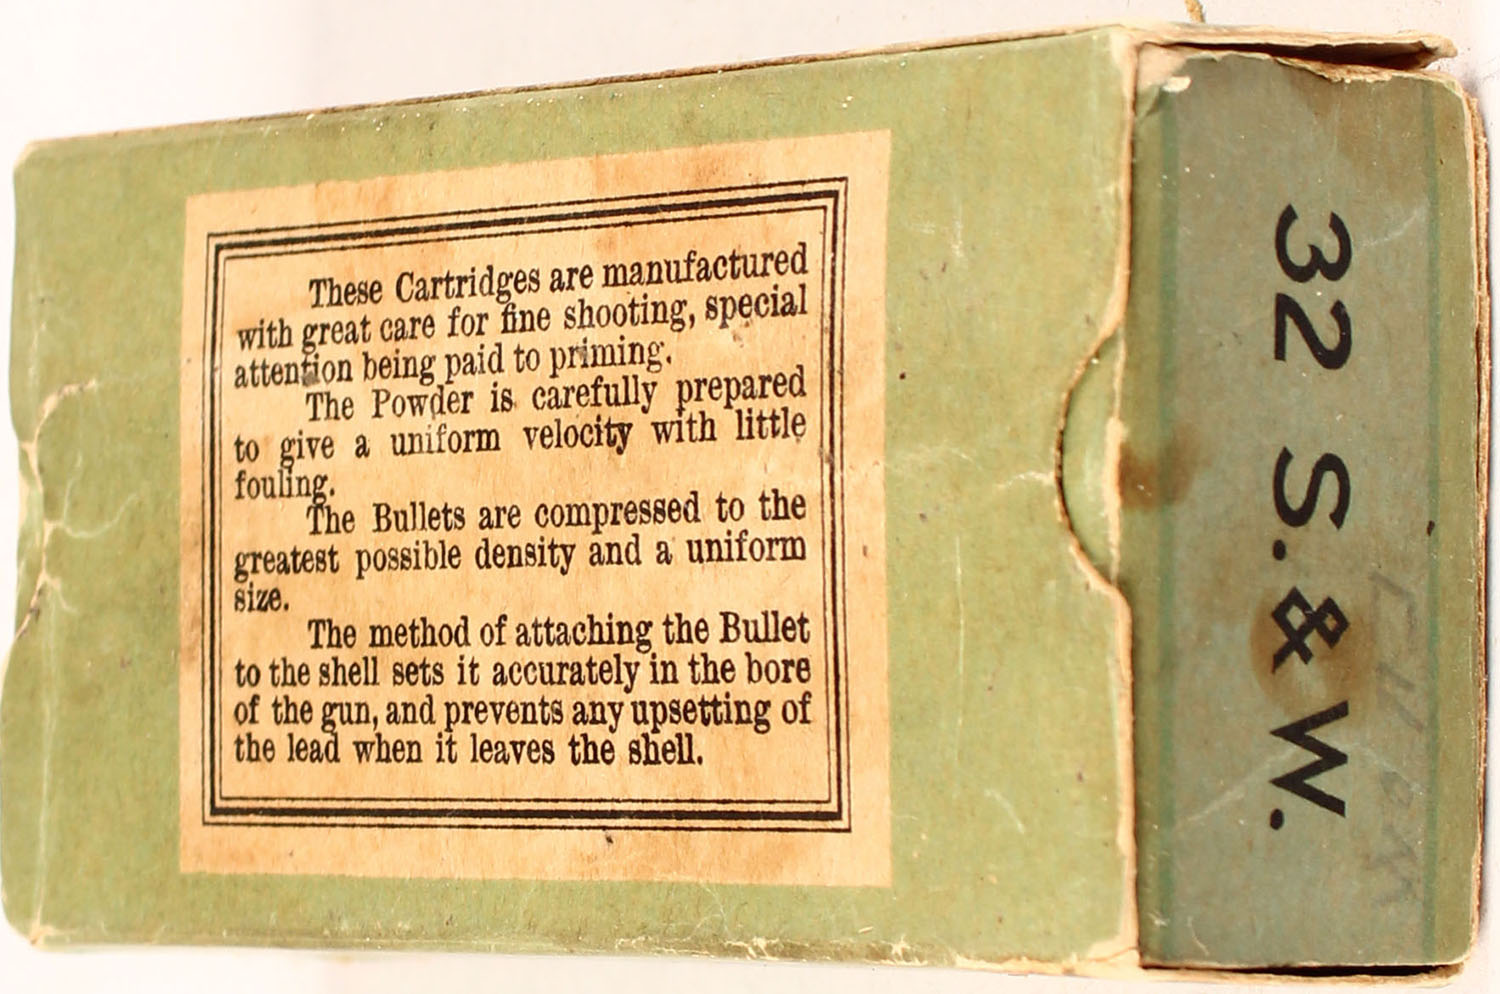 These Cartridges are manufactured
with great care for fine shooting, special
attention being paid to priming.
The Powder is carefully prepared
to give a uniform velocity with little
fouling.
The Bullets are compressed to the
greatest possible density and a uniform
size.
The method of attaching the Bullet
to the shell sets it accurately in the bore
of the gun, and prevents any upsetting of
the lead when it leaves the shell.
32 S. & W.